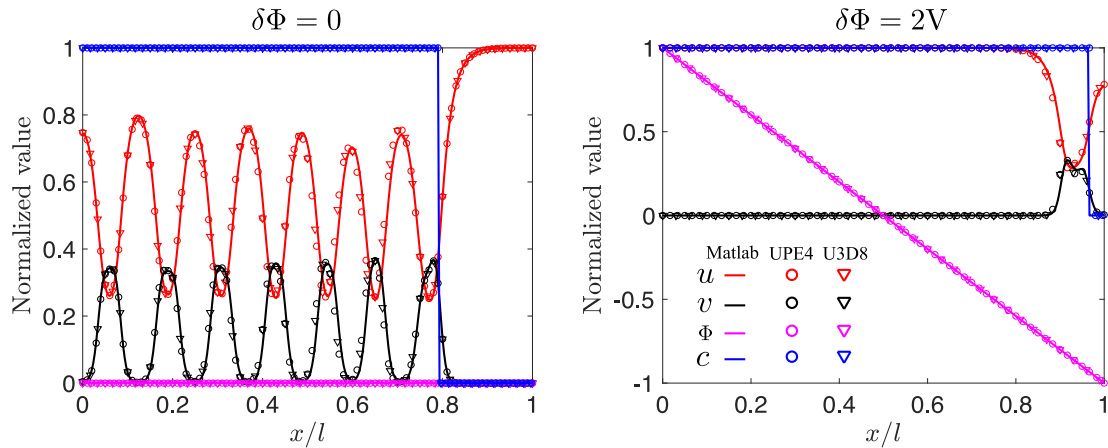 δΦ = 0
1
0.8
0.6
0.4
0.2
0
0
0.2
0.4
0.6
0.8
1
Normalized value
x/l
δΦ = 2V
1
0.5
0
-0.5
-1
0
0.2
0.4
0.6
0.8
1
Normalized value
x/l
Matlab UPE4 U3D8
u
v
Φ
c